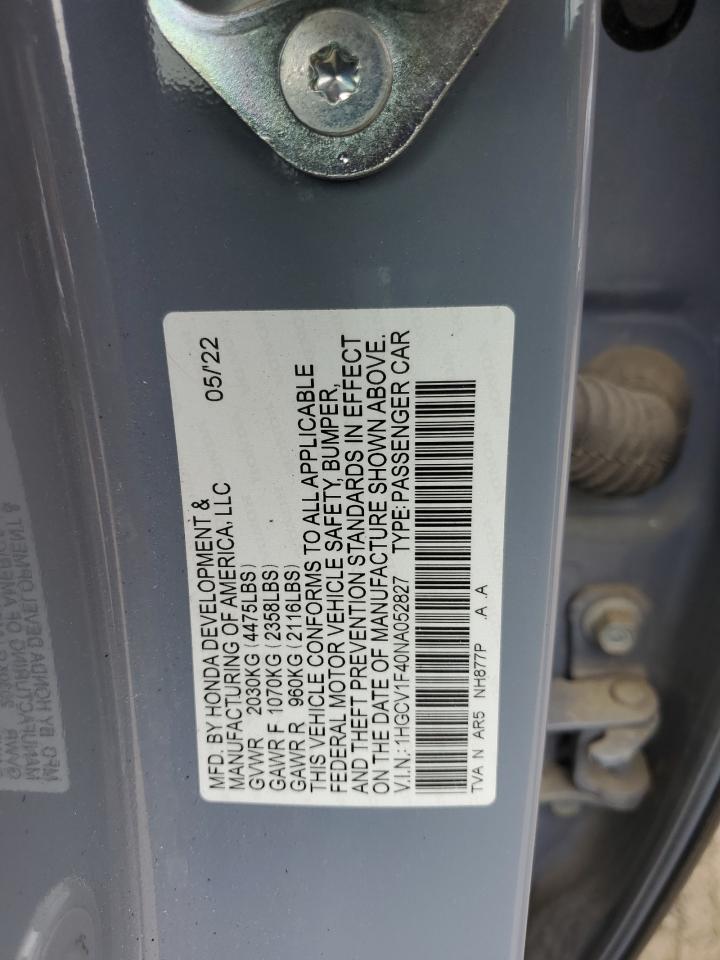 MFD. BY HONDA DEVELOPMENT & 05/'22
MANUFACTURING OF AMERICA, LLC
GVWR 2030KG (4475LBS)
GAWR F 1070KG (2358LBS)
GAWR R 960KG (2116LBS)
THIS VEHICLE CONFORMS TO ALL APPLICABLE
FEDERAL MOTOR VEHICLE SAFETY, BUMPER,
AND THEFT PREVENTION STANDARDS IN EFFECT
ON THE DATE OF MANUFACTURE SHOWN ABOVE.
V.I.N.:1HGCV1F40NA052827 TYPE:PASSENGER CAR
TVA N AR5 NH877P .A .A